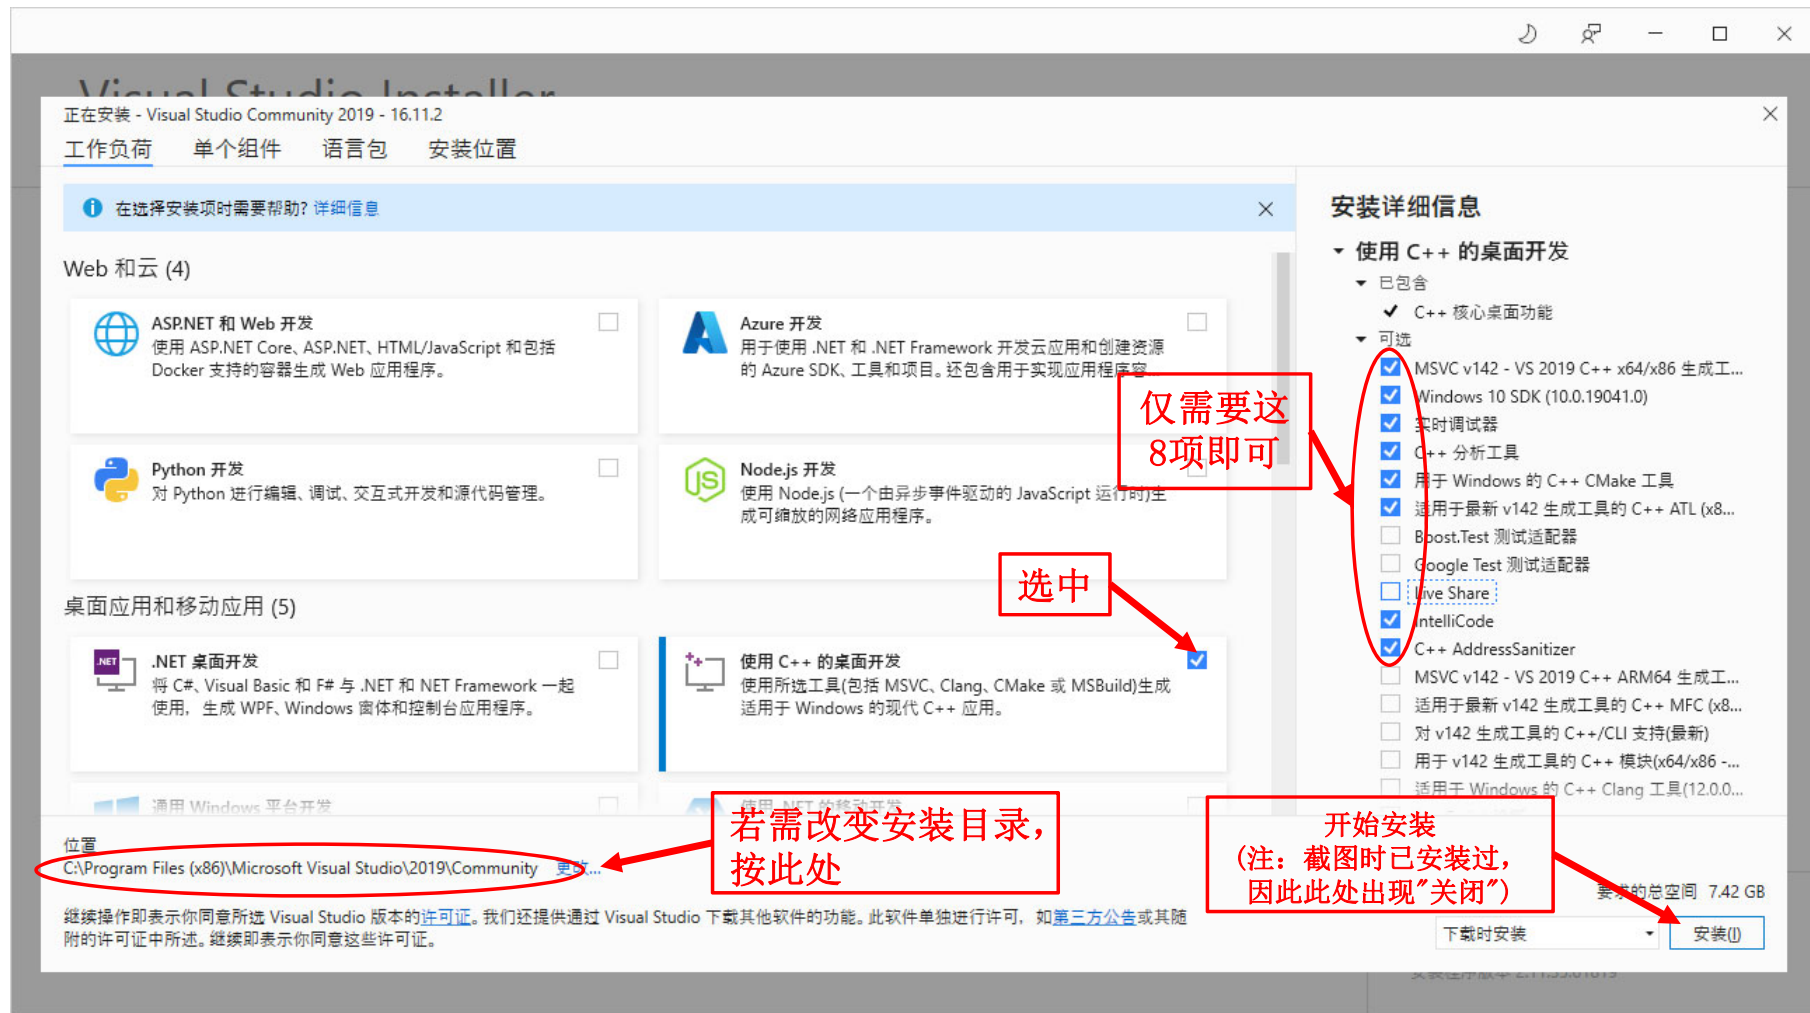 Visual Studio Installer
正在安装 - Visual Studio Community 2019 - 16.11.2
工作负荷 单个组件 语言包 安装位置
在选择安装项时需要帮助? 详细信息
Web 和云 (4)
ASP.NET 和 Web 开发
使用 ASP.NET Core、ASP.NET、HTML/JavaScript 和包括
Docker 支持的容器生成 Web 应用程序。
Azure 开发
用于使用 .NET 和 .NET Framework 开发云应用和创建资源
的 Azure SDK、工具和项目。还包含用于实现应用程序容...
Python 开发
对 Python 进行编辑、调试、交互式开发和源代码管理。
Node.js 开发
使用 Node.js (一个由异步事件驱动的 JavaScript 运行时)生
成可缩放的网络应用程序。
桌面应用和移动应用 (5)
.NET
.NET 桌面开发
将 C#、Visual Basic 和 F# 与 .NET 和 NET Framework 一起
使用，生成 WPF、Windows 窗体和控制台应用程序。
使用 C++ 的桌面开发
使用所选工具(包括 MSVC、Clang、CMake 或 MSBuild)生成
适用于 Windows 的现代 C++ 应用。
通用 Windows 平台开发
使用 .NET 的移动开发
仅需要这
8项即可
选中
安装详细信息
使用 C++ 的桌面开发
已包含
C++ 核心桌面功能
可选
MSVC v142 - VS 2019 C++ x64/x86 生成工...
Windows 10 SDK (10.0.19041.0)
实时调试器
C++ 分析工具
用于 Windows 的 C++ CMake 工具
适用于最新 v142 生成工具的 C++ ATL (x8...
Boost.Test 测试适配器
Google Test 测试适配器
Live Share
IntelliCode
C++ AddressSanitizer
MSVC v142 - VS 2019 C++ ARM64 生成工...
适用于最新 v142 生成工具的 C++ MFC (x8...
对 v142 生成工具的 C++/CLI 支持(最新)
用于 v142 生成工具的 C++ 模块(x64/x86 -...
适用于 Windows 的 C++ Clang 工具(12.0.0...
位置
C:\Program Files (x86)\Microsoft Visual Studio\2019\Community 更改...
若需改变安装目录，
按此处
开始安装
(注：截图时已安装过，
因此此处出现"关闭")
要求的总空间 7.42 GB
继续操作即表示你同意所选 Visual Studio 版本的许可证。我们还提供通过 Visual Studio 下载其他软件的功能。此软件单独进行许可，如第三方公告或其随
附的许可证中所述。继续即表示你同意这些许可证。
下载时安装
安装(I)